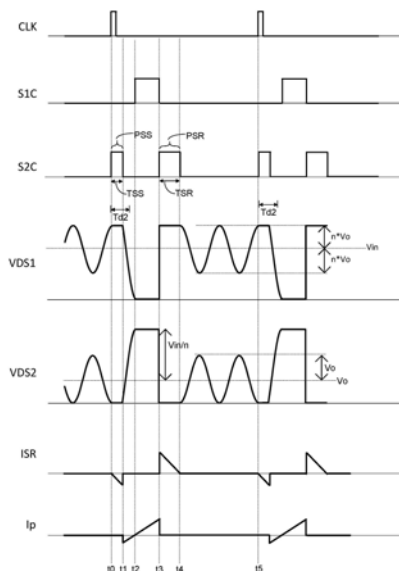 CLK
S1C
PSS
PSR
S2C
TSS
TSR
Td2
Td2
VDS1
n*Vo
Vin
n*Vo
VDS2
Vin/n
Vo
Vo
ISR
Ip
t0 t1 t2 t3 t4 t5